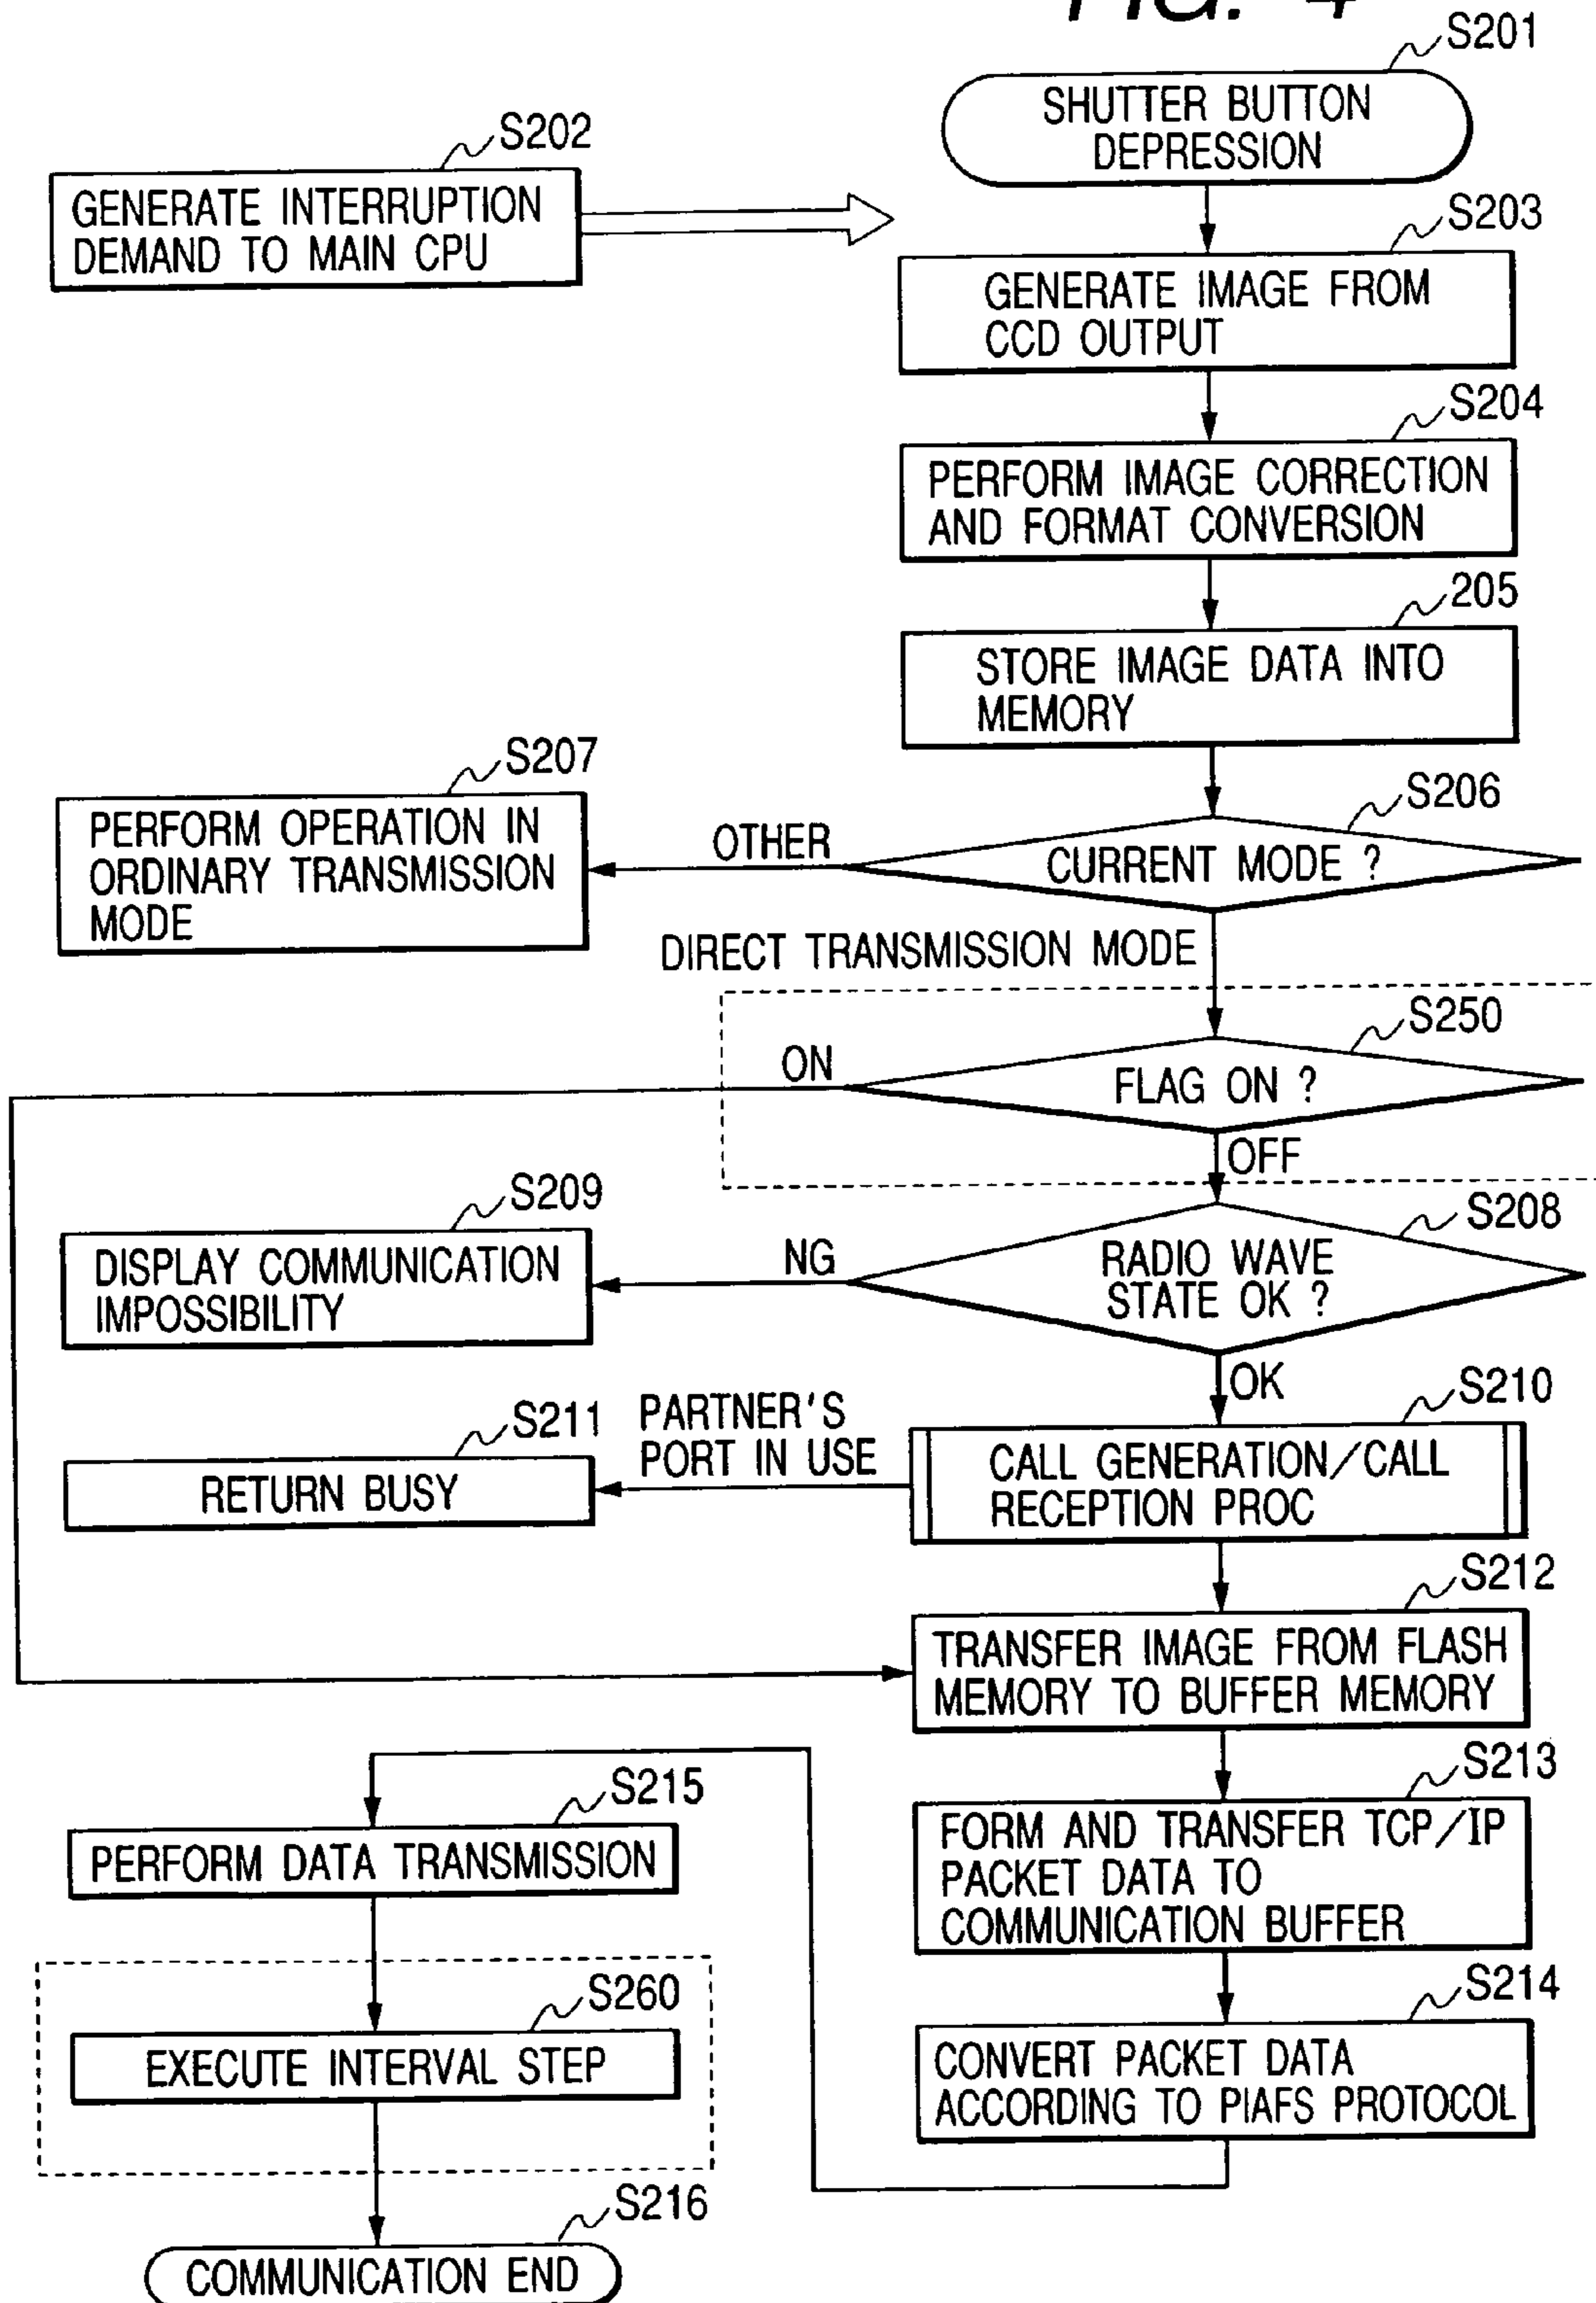 FIG. 4
S201
SHUTTER BUTTON
DEPRESSION
S202
GENERATE INTERRUPTION
DEMAND TO MAIN CPU
S203
GENERATE IMAGE FROM
CCD OUTPUT
S204
PERFORM IMAGE CORRECTION
AND FORMAT CONVERSION
205
STORE IMAGE DATA INTO
MEMORY
S206
CURRENT MODE ?
OTHER
S207
PERFORM OPERATION IN
ORDINARY TRANSMISSION
MODE
DIRECT TRANSMISSION MODE
S250
FLAG ON ?
ON
OFF
S208
RADIO WAVE
STATE OK ?
NG
S209
DISPLAY COMMUNICATION
IMPOSSIBILITY
OK
S210
CALL GENERATION/CALL
RECEPTION PROC
PARTNER'S
PORT IN USE
S211
RETURN BUSY
S212
TRANSFER IMAGE FROM FLASH
MEMORY TO BUFFER MEMORY
S213
FORM AND TRANSFER TCP/IP
PACKET DATA TO
COMMUNICATION BUFFER
S214
CONVERT PACKET DATA
ACCORDING TO PIAFS PROTOCOL
S215
PERFORM DATA TRANSMISSION
S260
EXECUTE INTERVAL STEP
S216
COMMUNICATION END